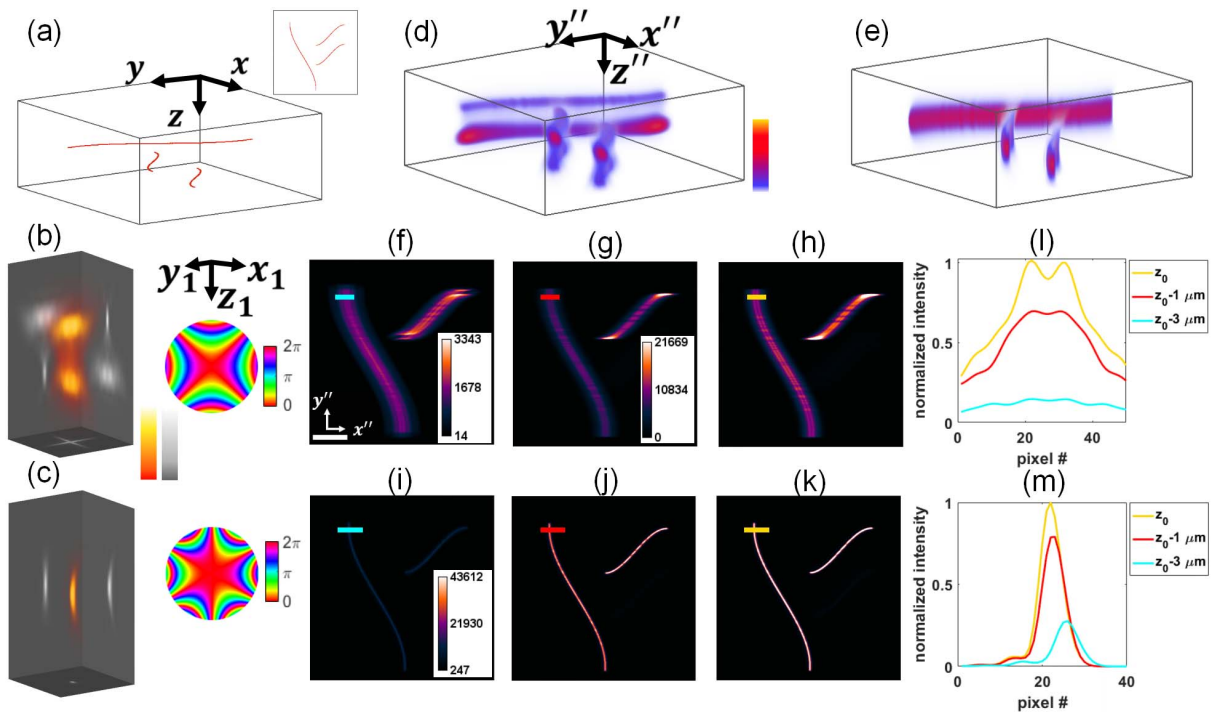 (a)
y
x
z
(d)
y''
x''
z''
(e)
(b)
y₁
x₁
z₁
2π
π
0
(f)
3343
1678
14
y''
x''
(g)
21669
10834
0
(h)
(l)
normalized intensity
1
0.5
0
0
20
40
pixel #
z₀
z₀-1 μm
z₀-3 μm
(c)
2π
π
0
(i)
43612
21930
247
(j)
(k)
(m)
normalized intensity
1
0.5
0
0
20
40
pixel #
z₀
z₀-1 μm
z₀-3 μm